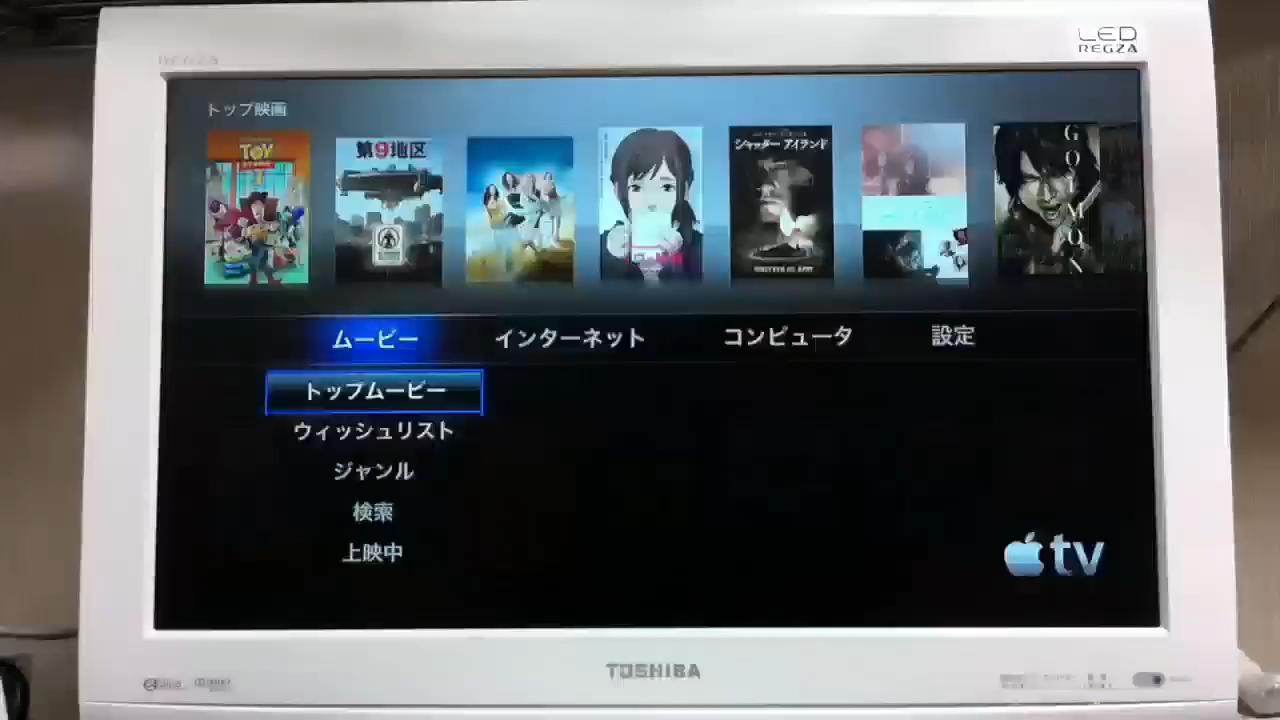 LED
REGZA
REGZA
トップ映画
TOY
第9地区
シャッター アイランド
GOEMON
ムービー
インターネット
コンピュータ
設定
トップムービー
ウィッシュリスト
ジャンル
検索
上映中
tv
TOSHIBA